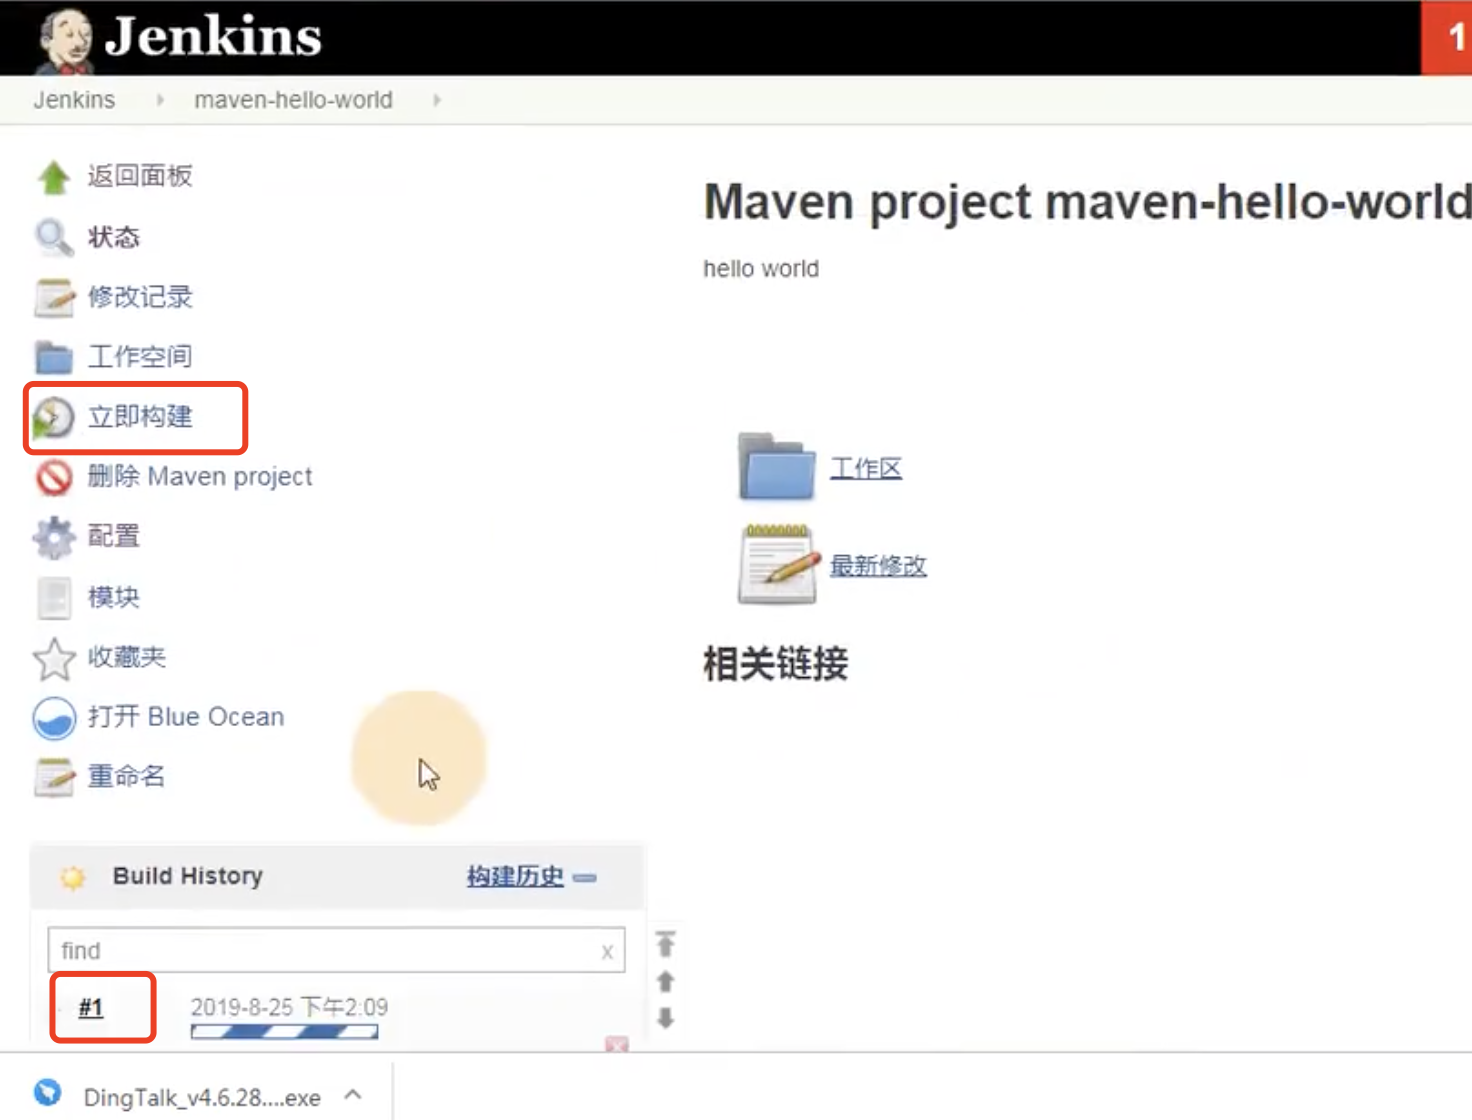 Jenkins
1
Jenkins
maven-hello-world
返回面板
状态
修改记录
工作空间
立即构建
删除 Maven project
配置
模块
收藏夹
打开 Blue Ocean
重命名
Maven project maven-hello-world
hello world
工作区
最新修改
相关链接
Build History
构建历史
find
x
#1
2019-8-25 下午2:09
DingTalk_v4.6.28....exe